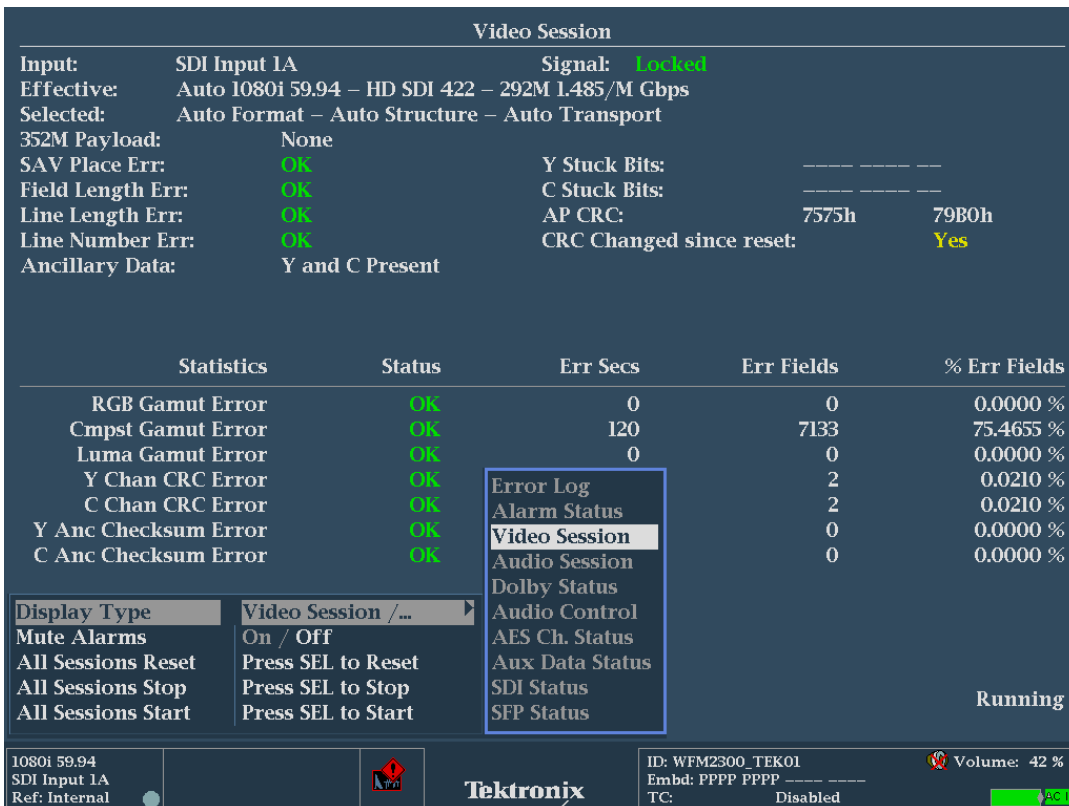 Video Session
Input: SDI Input 1A Signal: Locked
Effective: Auto 1080i 59.94 – HD SDI 422 – 292M 1.485/M Gbps
Selected: Auto Format – Auto Structure – Auto Transport
352M Payload: None
SAV Place Err: OK Y Stuck Bits: –––– –––– ––
Field Length Err: OK C Stuck Bits: –––– –––– ––
Line Length Err: OK AP CRC: 7575h 79B0h
Line Number Err: OK CRC Changed since reset: Yes
Ancillary Data: Y and C Present
Statistics Status Err Secs Err Fields % Err Fields
RGB Gamut Error OK 0 0 0.0000 %
Cmpst Gamut Error OK 120 7133 75.4655 %
Luma Gamut Error OK 0 0 0.0000 %
Y Chan CRC Error OK 2 0.0210 %
C Chan CRC Error OK 2 0.0210 %
Y Anc Checksum Error OK 0 0.0000 %
C Anc Checksum Error OK 0 0.0000 %
Error Log
Alarm Status
Video Session
Audio Session
Dolby Status
Audio Control
AES Ch. Status
Aux Data Status
SDI Status
SFP Status
Display Type Video Session /...
Mute Alarms On / Off
All Sessions Reset Press SEL to Reset
All Sessions Stop Press SEL to Stop
All Sessions Start Press SEL to Start
Running
1080i 59.94
SDI Input 1A
Ref: Internal
Tektronix
ID: WFM2300_TEK01
Embd: PPPP PPPP –––– ––––
TC: Disabled
Volume: 42 %
AC